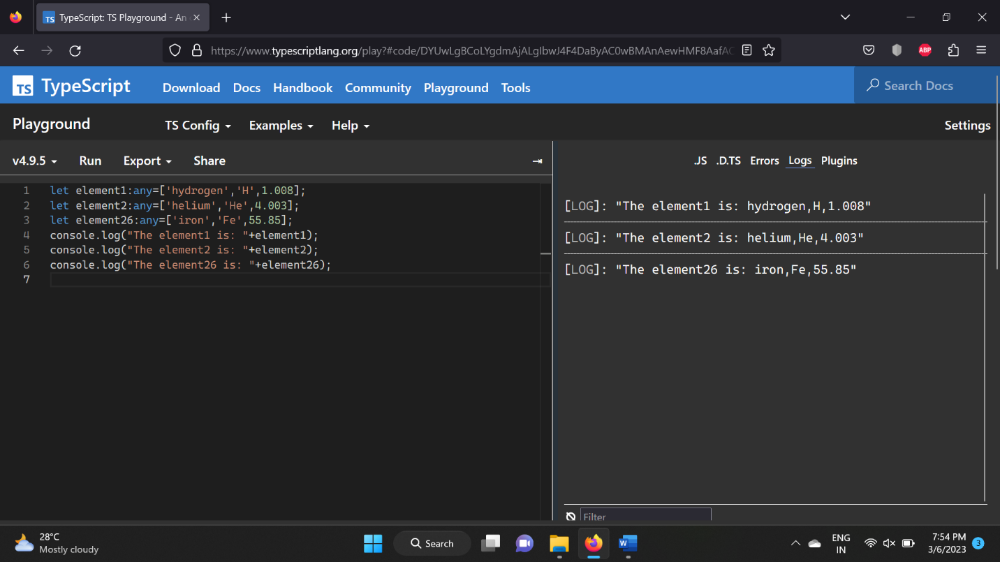 TS TypeScript: TS Playground - An
https://www.typescriptlang.org/play?#code/DYUwLgBCoLYgdmAjALgIbwJ4F4DaByAC0wBMAnAewHMF8AafAC
ABP
TS TypeScript Download Docs Handbook Community Playground Tools Search Docs
Playground TS Config Examples Help Settings
v4.9.5 Run Export Share
.JS .D.TS Errors Logs Plugins
1 let element1:any=['hydrogen','H',1.008];
2 let element2:any=['helium','He',4.003];
3 let element26:any=['iron','Fe',55.85];
4 console.log("The element1 is: "+element1);
5 console.log("The element2 is: "+element2);
6 console.log("The element26 is: "+element26);
7
[LOG]: "The element1 is: hydrogen,H,1.008"
[LOG]: "The element2 is: helium,He,4.003"
[LOG]: "The element26 is: iron,Fe,55.85"
Filter
28°C
Mostly cloudy
Search
W
ENG
IN
7:54 PM
3/6/2023
3